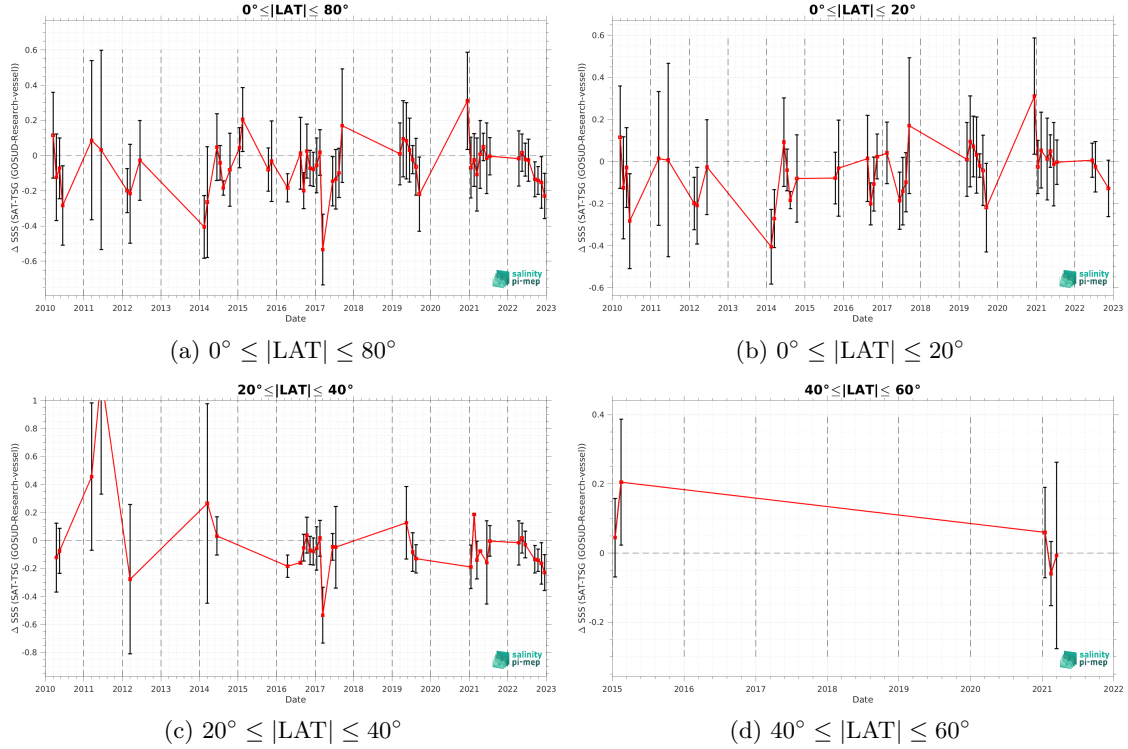 0°≤|LAT|≤ 80°
Δ SSS (SAT-TSG (GOSUD-Research-vessel))
0.6
0.4
0.2
0
-0.2
-0.4
-0.6
2010 2011 2012 2013 2014 2015 2016 2017 2018 2019 2020 2021 2022 2023
Date
salinity
pi-mep
(a) 0° ≤ |LAT| ≤ 80°
0°≤|LAT|≤ 20°
Δ SSS (SAT-TSG (GOSUD-Research-vessel))
0.6
0.4
0.2
0
-0.2
-0.4
-0.6
2010 2011 2012 2013 2014 2015 2016 2017 2018 2019 2020 2021 2022 2023
Date
salinity
pi-mep
(b) 0° ≤ |LAT| ≤ 20°
20°≤|LAT|≤ 40°
Δ SSS (SAT-TSG (GOSUD-Research-vessel))
1
0.8
0.6
0.4
0.2
0
-0.2
-0.4
-0.6
-0.8
2010 2011 2012 2013 2014 2015 2016 2017 2018 2019 2020 2021 2022 2023
Date
salinity
pi-mep
(c) 20° ≤ |LAT| ≤ 40°
40°≤|LAT|≤ 60°
Δ SSS (SAT-TSG (GOSUD-Research-vessel))
0.4
0.2
0
-0.2
2015 2016 2017 2018 2019 2020 2021 2022
Date
salinity
pi-mep
(d) 40° ≤ |LAT| ≤ 60°